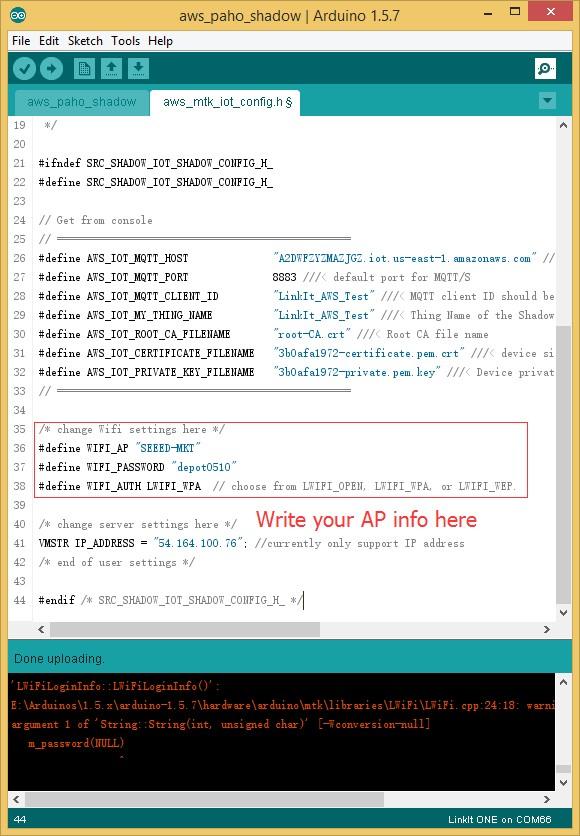 aws_paho_shadow | Arduino 1.5.7
File Edit Sketch Tools Help
aws_paho_shadow aws_mtk_iot_config.h §
19 */
20
21 #ifndef SRC_SHADOW_IOT_SHADOW_CONFIG_H_
22 #define SRC_SHADOW_IOT_SHADOW_CONFIG_H_
23
24 // Get from console
25 // =================================================
26 #define AWS_IOT_MQTT_HOST "A2DWFZYZMAZJGZ.iot.us-east-1.amazonaws.com" //
27 #define AWS_IOT_MQTT_PORT 8883 ///< default port for MQTT/S
28 #define AWS_IOT_MQTT_CLIENT_ID "LinkIt_AWS_Test" ///< MQTT client ID should be
29 #define AWS_IOT_MY_THING_NAME "LinkIt_AWS_Test" ///< Thing Name of the Shadow
30 #define AWS_IOT_ROOT_CA_FILENAME "root-CA.crt" ///< Root CA file name
31 #define AWS_IOT_CERTIFICATE_FILENAME "3b0afa1972-certificate.pem.crt" ///< device si
32 #define AWS_IOT_PRIVATE_KEY_FILENAME "3b0afa1972-private.pem.key" ///< Device privat
33 // =================================================
34
35 /* change Wifi settings here */
36 #define WIFI_AP "SEEED-MKT"
37 #define WIFI_PASSWORD "depot0510"
38 #define WIFI_AUTH LWIFI_WPA // choose from LWIFI_OPEN, LWIFI_WPA, or LWIFI_WEP.
39
Write your AP info here
40 /* change server settings here */
41 VMSTR IP_ADDRESS = "54.164.100.76"; //currently only support IP address
42 /* end of user settings */
43
44 #endif /* SRC_SHADOW_IOT_SHADOW_CONFIG_H_ */
Done uploading.
'LWiFiLoginInfo::LWiFiLoginInfo()':
E:\Arduinos\1.5.x\arduino-1.5.7\hardware\arduino\mtk\libraries\LWiFi\LWiFi.cpp:24:18: warni
argument 1 of 'String::String(int, unsigned char)' [-Wconversion-null]
m_password(NULL)
^
44 LinkIt ONE on COM66